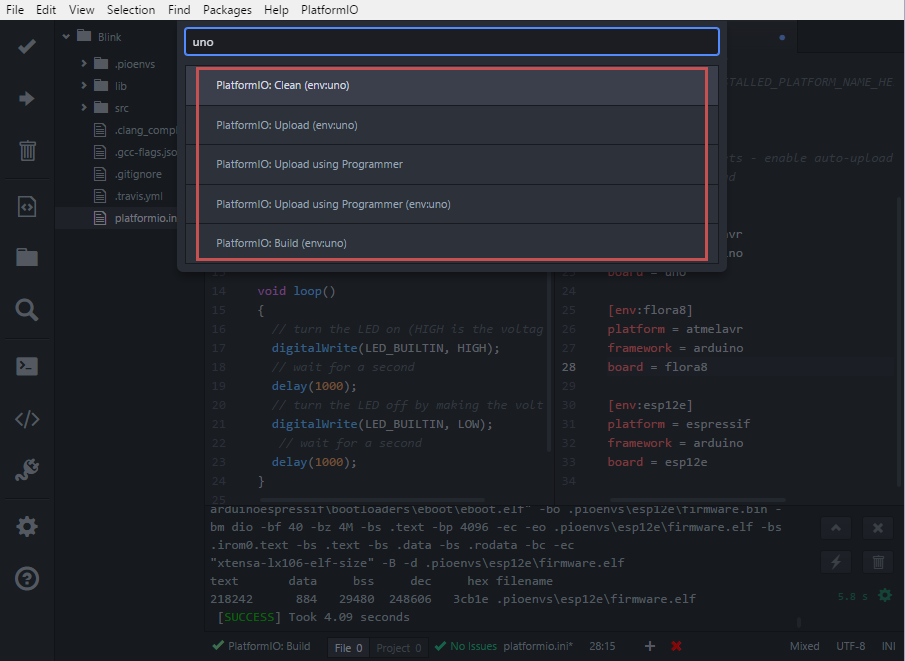 File Edit View Selection Find Packages Help PlatformIO
Blink
.pioenvs
lib
src
.clang_compl
.gcc-flags.jso
.gitignore
.travis.yml
platformio.in
uno
PlatformIO: Clean (env:uno)
PlatformIO: Upload (env:uno)
PlatformIO: Upload using Programmer
PlatformIO: Upload using Programmer (env:uno)
PlatformIO: Build (env:uno)
TALLED_PLATFORM_NAME_HE
ts - enable auto-upload
d
vr
no
13
14 void loop()
15 {
16 // turn the LED on (HIGH is the voltag
17 digitalWrite(LED_BUILTIN, HIGH);
18 // wait for a second
19 delay(1000);
20 // turn the LED off by making the volt
21 digitalWrite(LED_BUILTIN, LOW);
22 // wait for a second
23 delay(1000);
24 }
25
23 board = uno
24
25 [env:flora8]
26 platform = atmelavr
27 framework = arduino
28 board = flora8
29
30 [env:esp12e]
31 platform = espressif
32 framework = arduino
33 board = esp12e
34
arduinoespressif\bootloaders\eboot\eboot.elf" -bo .pioenvs\esp12e\firmware.bin -
bm dio -bf 40 -bz 4M -bs .text -bp 4096 -ec -eo .pioenvs\esp12e\firmware.elf -bs
.irom0.text -bs .text -bs .data -bs .rodata -bc -ec
"xtensa-lx106-elf-size" -B -d .pioenvs\esp12e\firmware.elf
text data bss dec hex filename
218242 884 29480 248606 3cb1e .pioenvs\esp12e\firmware.elf
[SUCCESS] Took 4.09 seconds
5.8 s
PlatformIO: Build File 0 Project 0 No Issues platformio.ini* 28:15 Mixed UTF-8 INI